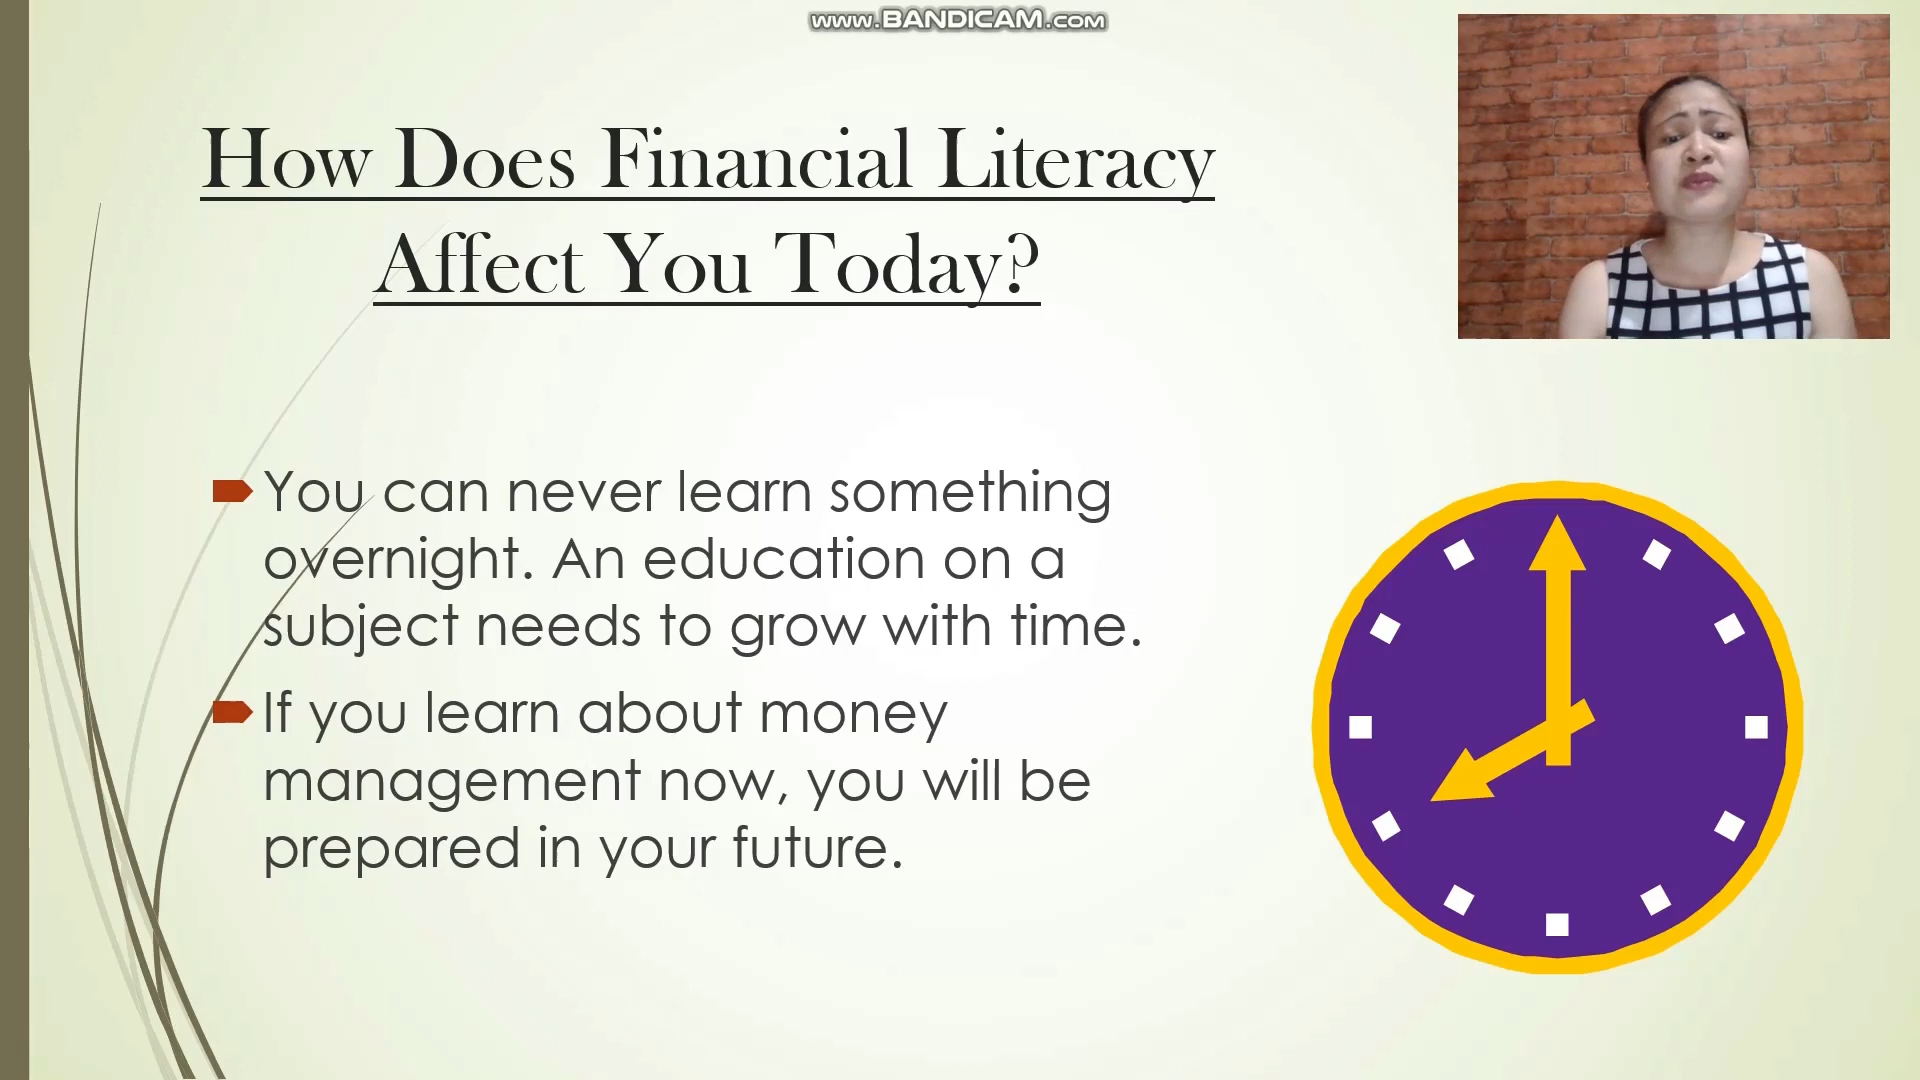 www.BANDICAM.com
How Does Financial Literacy
Affect You Today?
You can never learn something
overnight. An education on a
subject needs to grow with time.
If you learn about money
management now, you will be
prepared in your future.